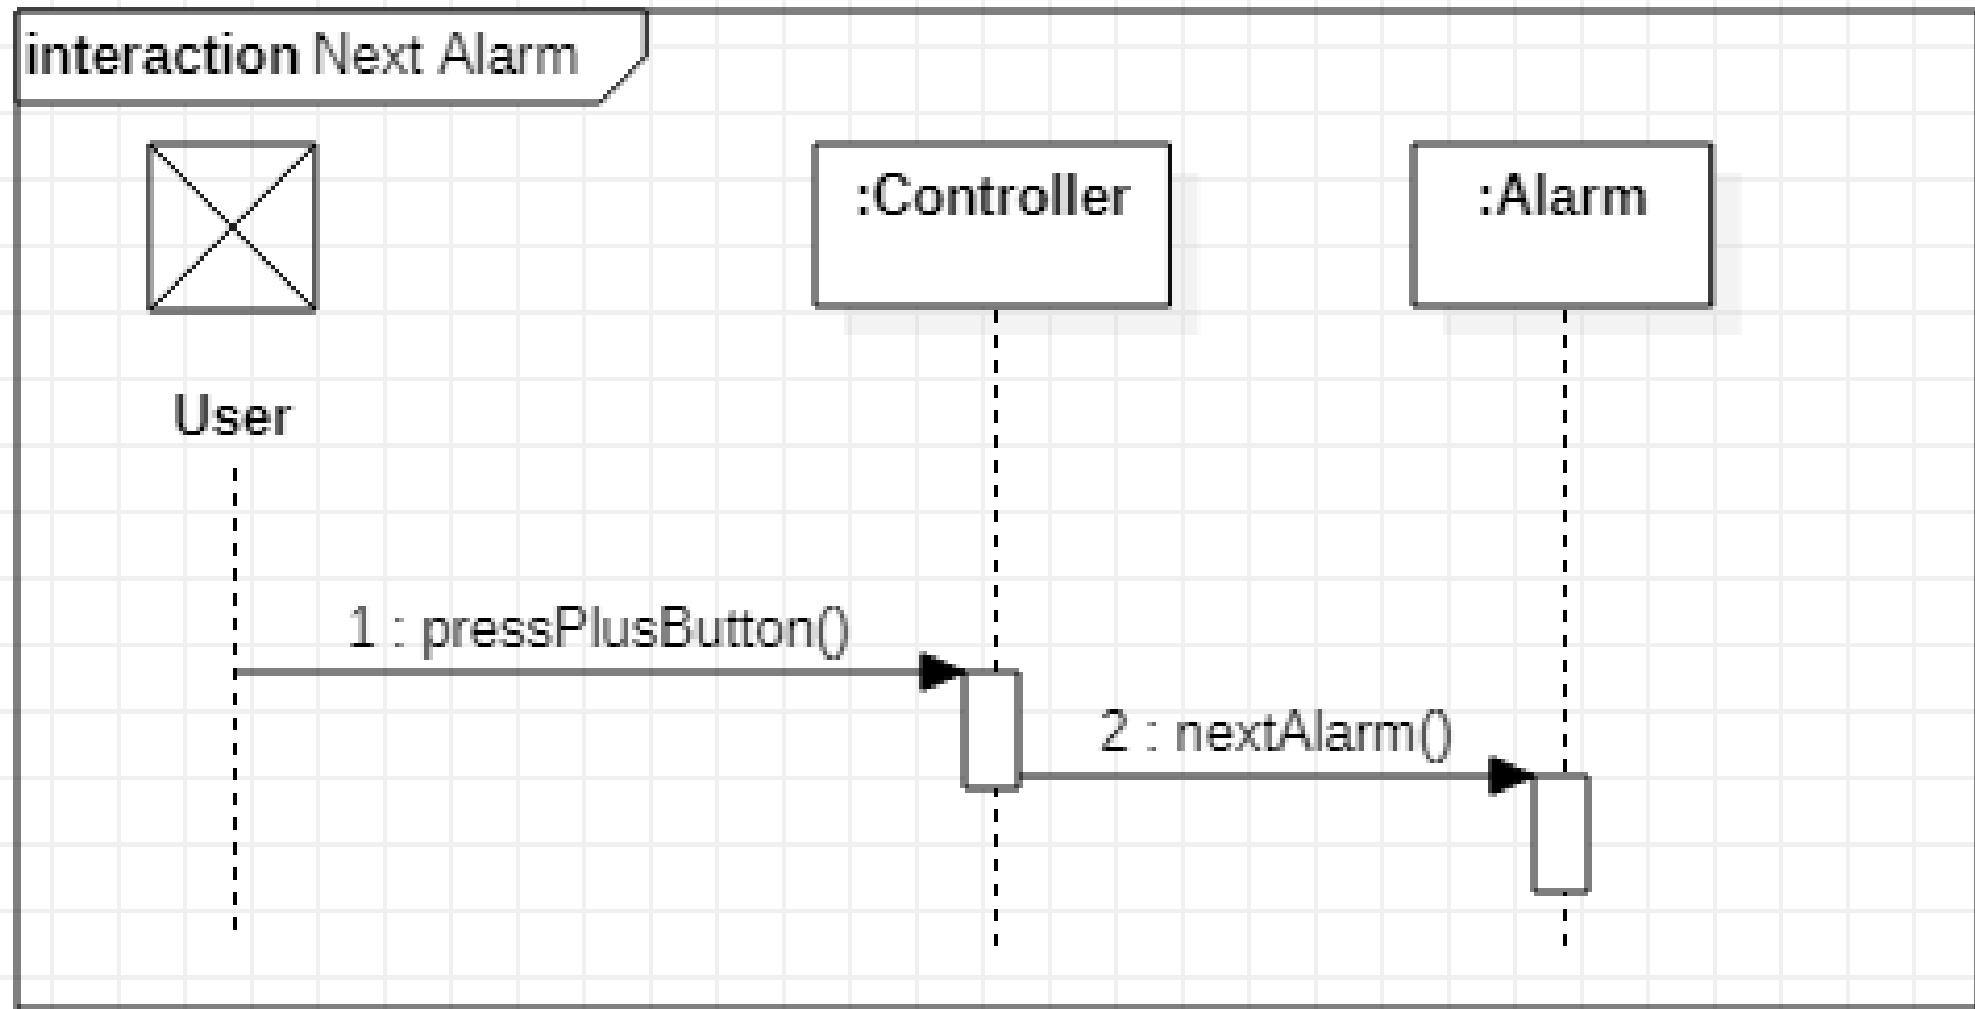 interaction Next Alarm
:Controller
:Alarm
User
1 : pressPlusButton()
2 : nextAlarm()